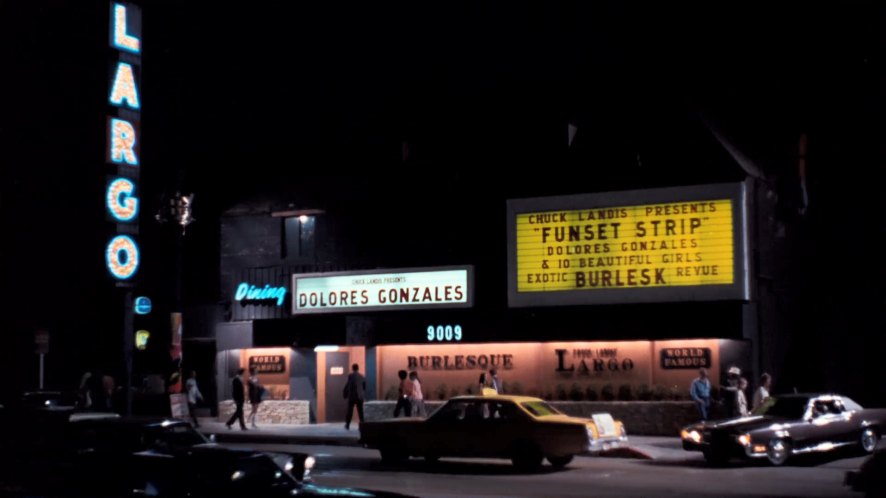 LARGO
CHUCK LANDIS PRESENTS
"FUNSET STRIP"
DOLORES GONZALES
& 10 BEAUTIFUL GIRLS
EXOTIC BURLESK REVUE
Dining
CHUCK LANDIS PRESENTS
DOLORES GONZALES
9009
WORLD
FAMOUS
BURLESQUE
CHUCK LANDIS
LARGO
WORLD
FAMOUS